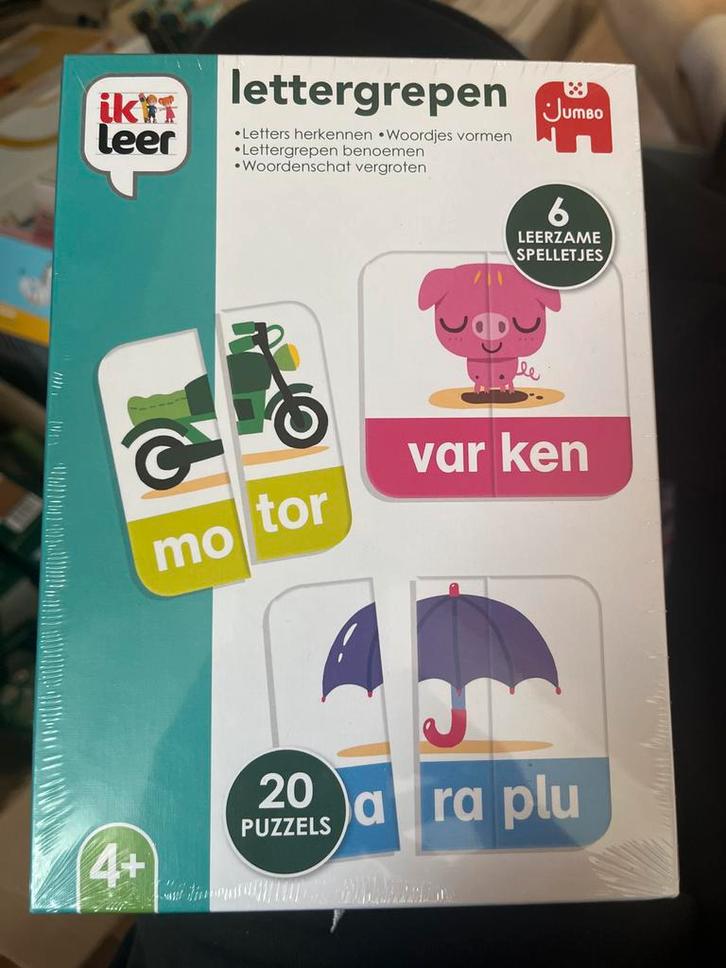 ik
leer
lettergrepen
JUMBO
•Letters herkennen •Woordjes vormen
•Lettergrepen benoemen
•Woordenschat vergroten
6
LEERZAME
SPELLETJES
var ken
mo tor
a ra plu
20
PUZZELS
4+